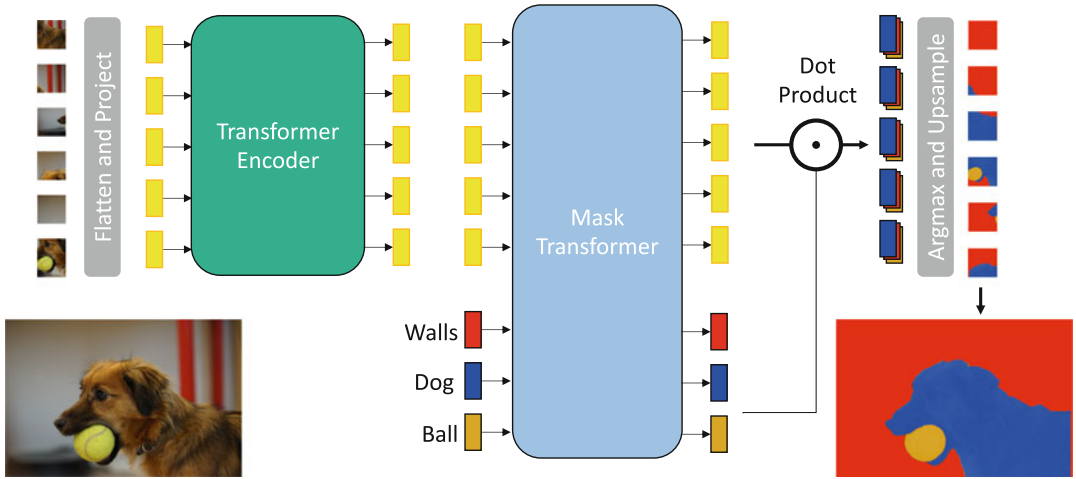 Flatten and Project
Transformer
Encoder
Mask
Transformer
Walls
Dog
Ball
Dot
Product
Argmax and Upsample